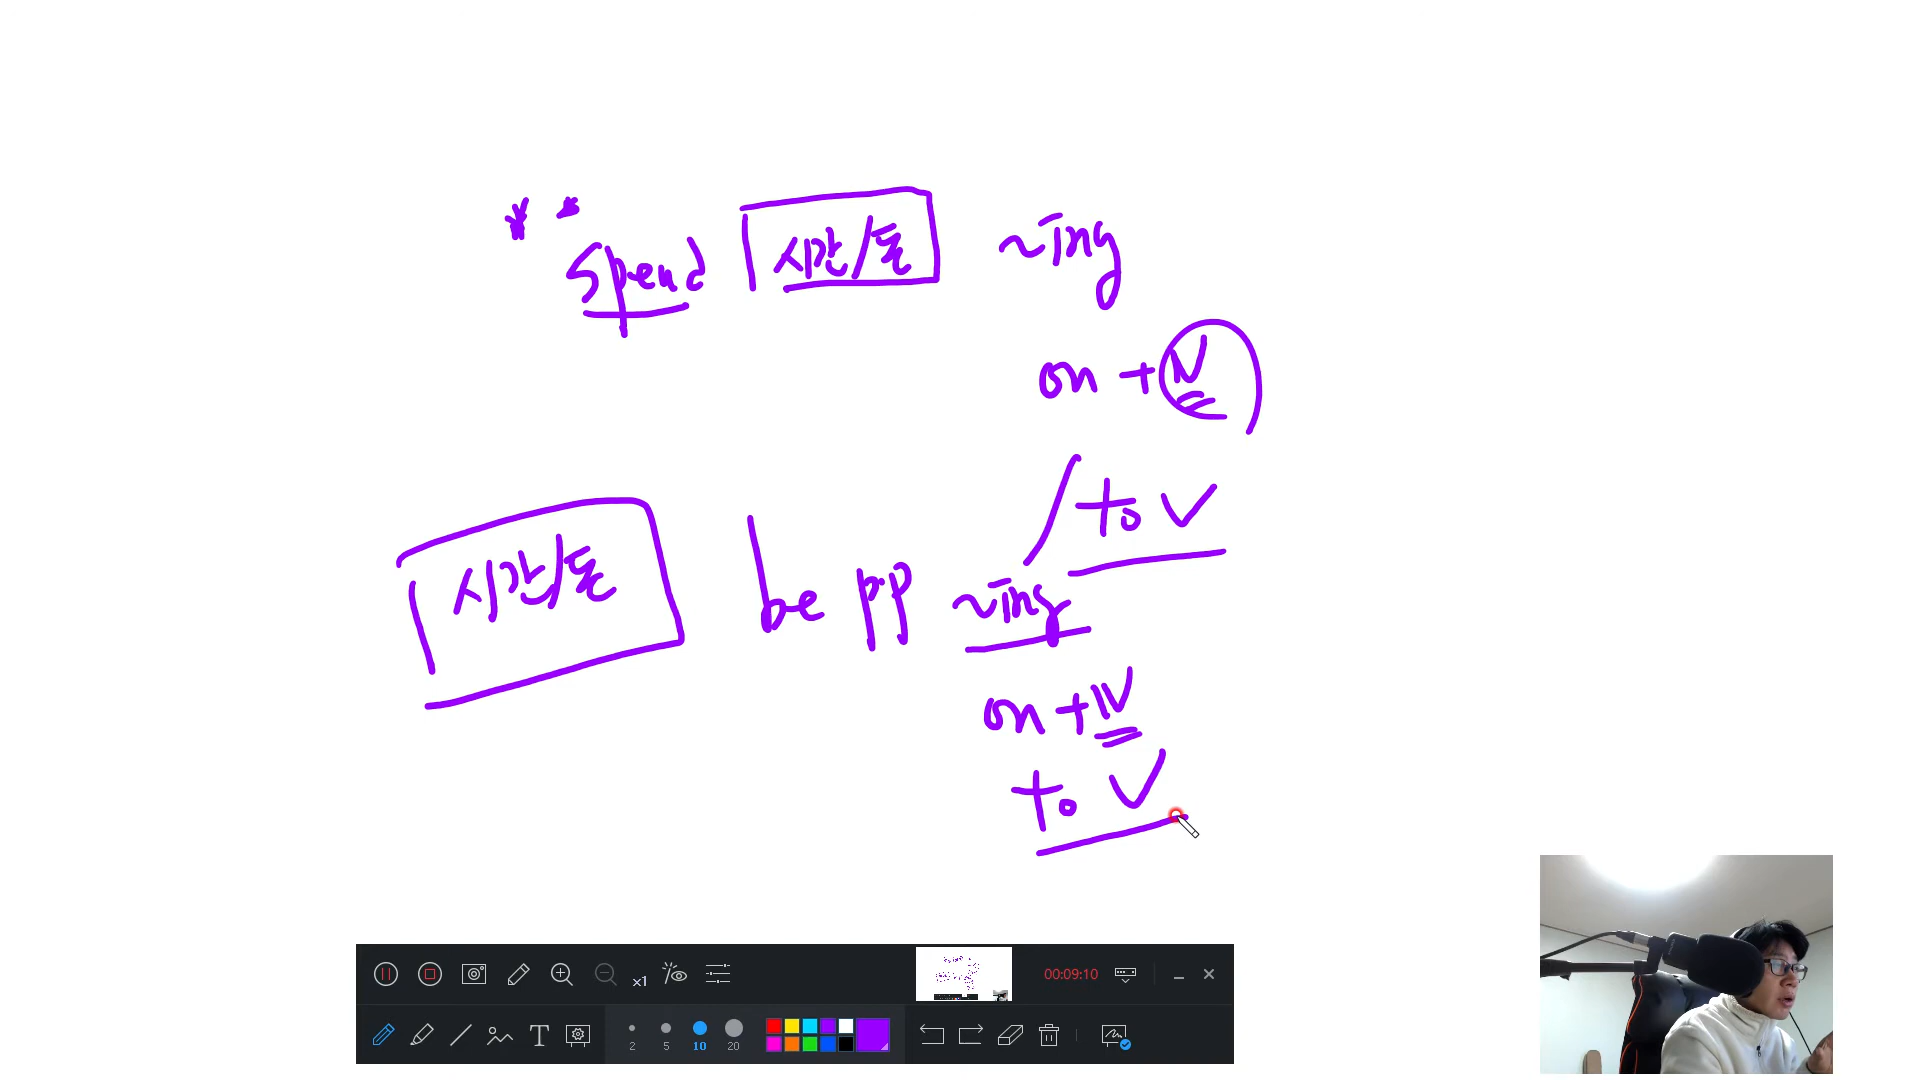 ** spend 시간/돈 ~ing
on + N
/ to V
시간/돈 be pp ~ing
on + N
to V
x1
00:09:10
T
2 5 10 20